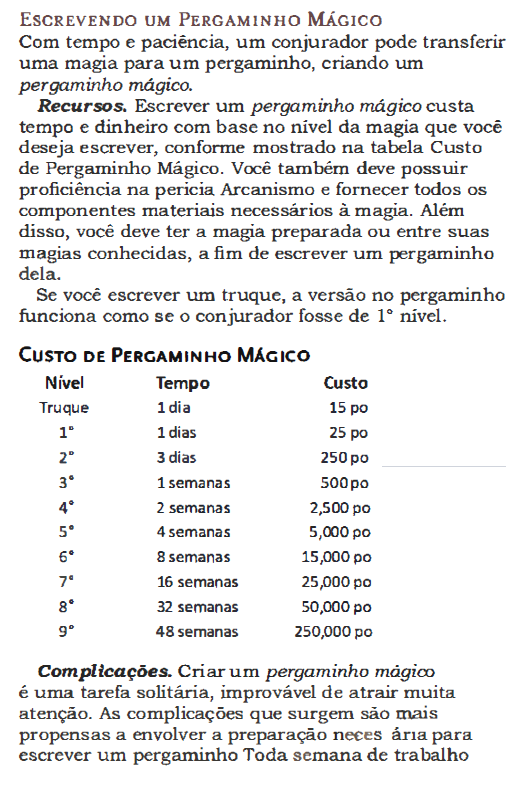 Escrevendo um Pergaminho Mágico
Com tempo e paciência, um conjurador pode transferir
uma magia para um pergaminho, criando um
pergaminho mágico.
Recursos. Escrever um pergaminho mágico custa
tempo e dinheiro com base no nível da magia que você
deseja escrever, conforme mostrado na tabela Custo
de Pergaminho Mágico. Você também deve possuir
proficiência na pericia Arcanismo e fornecer todos os
componentes materiais necessários à magia. Além
disso, você deve ter a magia preparada ou entre suas
magias conhecidas, a fim de escrever um pergaminho
dela.
Se você escrever um truque, a versão no pergaminho
funciona como se o conjurador fosse de 1° nível.
Custo de Pergaminho Mágico
Nível Tempo Custo
Truque 1 dia 15 po
1° 1 dias 25 po
2° 3 dias 250 po
3° 1 semanas 500 po
4° 2 semanas 2,500 po
5° 4 semanas 5,000 po
6° 8 semanas 15,000 po
7° 16 semanas 25,000 po
8° 32 semanas 50,000 po
9° 48 semanas 250,000 po
Complicações. Criar um pergaminho mágico
é uma tarefa solitária, improvável de atrair muita
atenção. As complicações que surgem são mais
propensas a envolver a preparação neces ária para
escrever um pergaminho Toda semana de trabalho